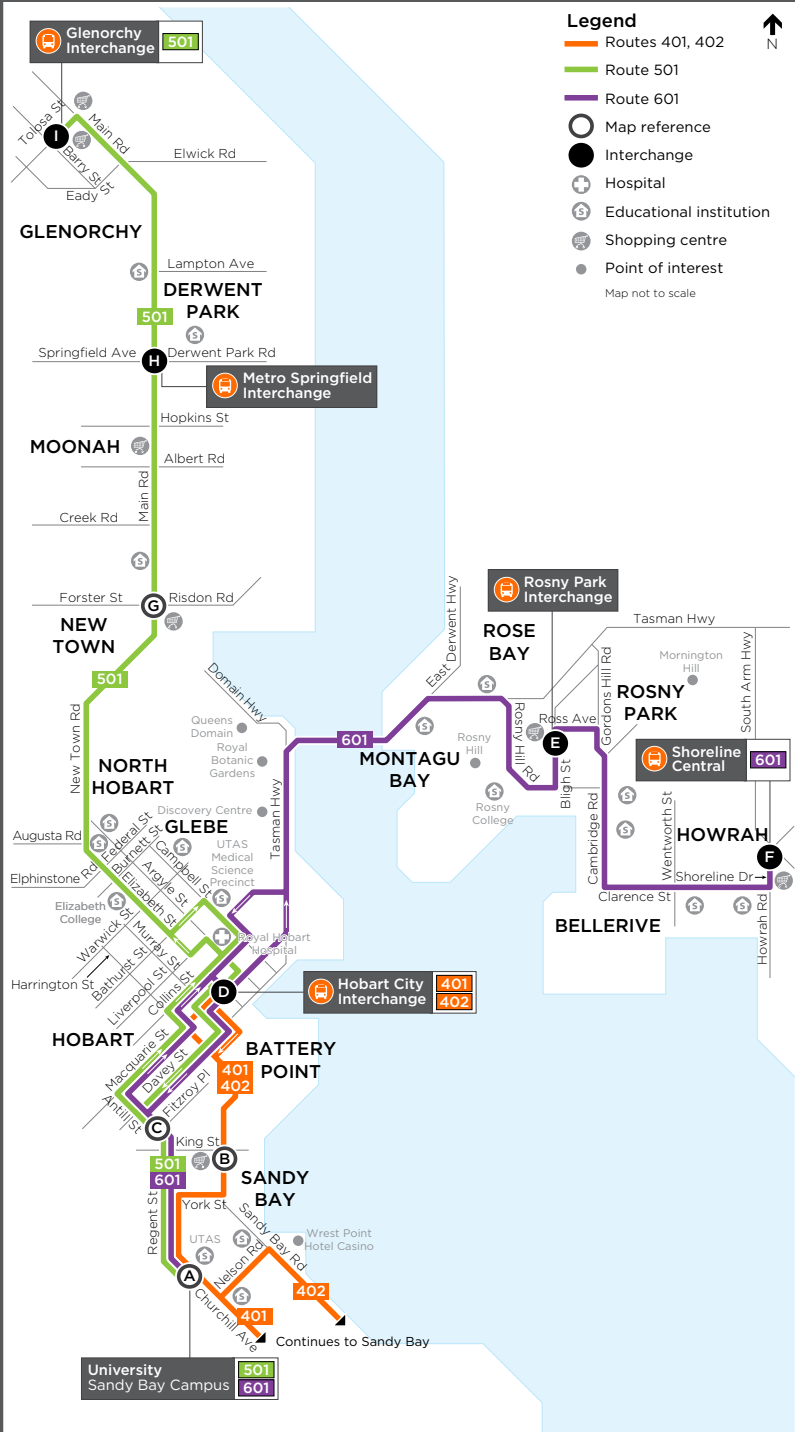 Glenorchy
Interchange
501
Legend
Routes 401, 402
Route 501
Route 601
Map reference
Interchange
Hospital
Educational institution
Shopping centre
Point of interest
Map not to scale
N
Tolosa St
I
Main Rd
Barry St
St
Eady
Elwick Rd
GLENORCHY
Lampton Ave
DERWENT
PARK
501
Springfield Ave
H
Derwent Park Rd
Metro Springfield
Interchange
Hopkins St
MOONAH
Albert Rd
Main Rd
Creek Rd
Forster St
G
Risdon Rd
NEW
TOWN
501
New Town Rd
Domain Hwy
Queens
Domain
Royal
Botanic
Gardens
Discovery Centre
Tasman Hwy
601
East Derwent Hwy
Rosny Park
Interchange
ROSE
BAY
Tasman Hwy
Mornington
Hill
South Arm Hwy
Gordons Hill Rd
ROSNY
PARK
Ross Ave
E
Rosny Hill Rd
Rosny
Hill
MONTAGU
BAY
Rosny
College
Bligh St
Cambridge Rd
Shoreline
Central
601
Wentworth St
HOWRAH
F
Shoreline Dr
Clarence St
Howrah Rd
BELLERIVE
NORTH
HOBART
GLEBE
Augusta Rd
Elphinstone Rd
Federal St
Burnett St
Campbell St
Argyle St
Elizabeth St
UTAS
Medical
Science
Precinct
Elizabeth
College
Warwick St
Harrington St
Murray St
Bathurst St
Liverpool St
Collins St
Royal Hobart
Hospital
D
Hobart City
Interchange
401
402
HOBART
BATTERY
POINT
401
402
Macquarie St
Davey St
Fitzroy Pl
Antill St
C
King St
B
501
601
SANDY
BAY
York St
Regent St
Sandy Bay Rd
Wrest Point
Hotel Casino
UTAS
Nelson Rd
A
402
Churchill Ave
401
Continues to Sandy Bay
University
Sandy Bay Campus
501
601